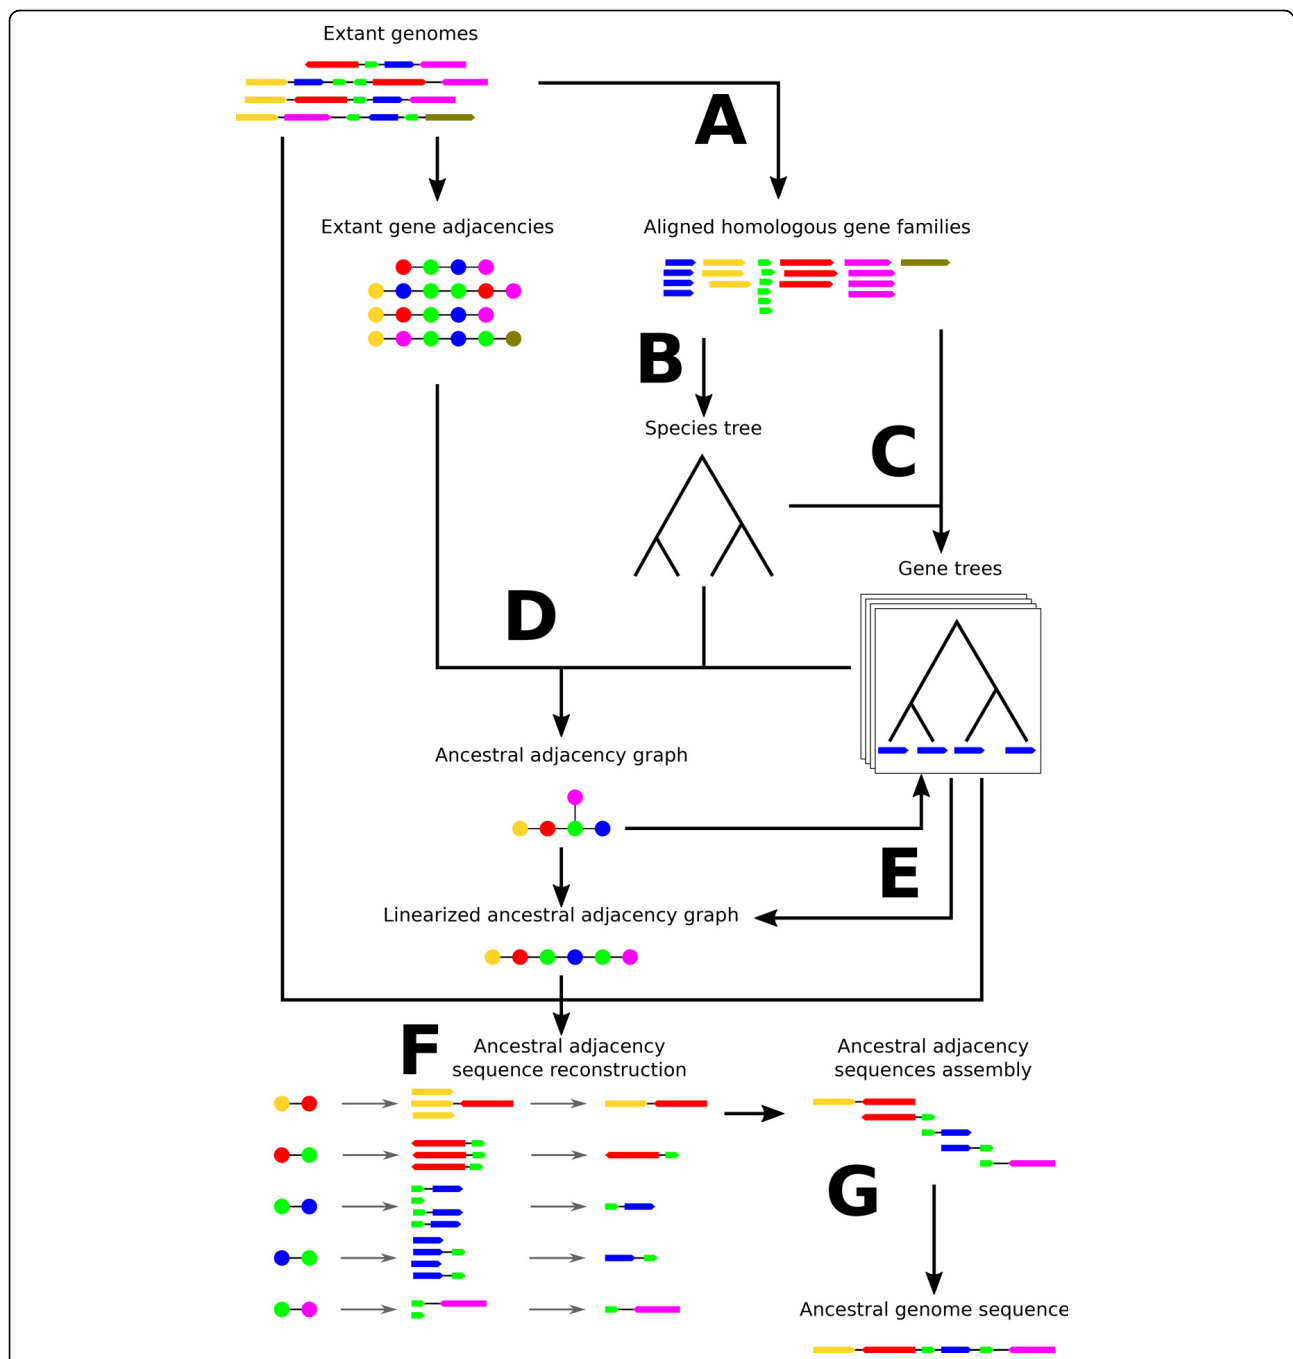 Extant genomes
A
Extant gene adjacencies
Aligned homologous gene families
B
Species tree
C
Gene trees
D
Ancestral adjacency graph
E
Linearized ancestral adjacency graph
F
Ancestral adjacency
sequence reconstruction
Ancestral adjacency
sequences assembly
G
Ancestral genome sequence